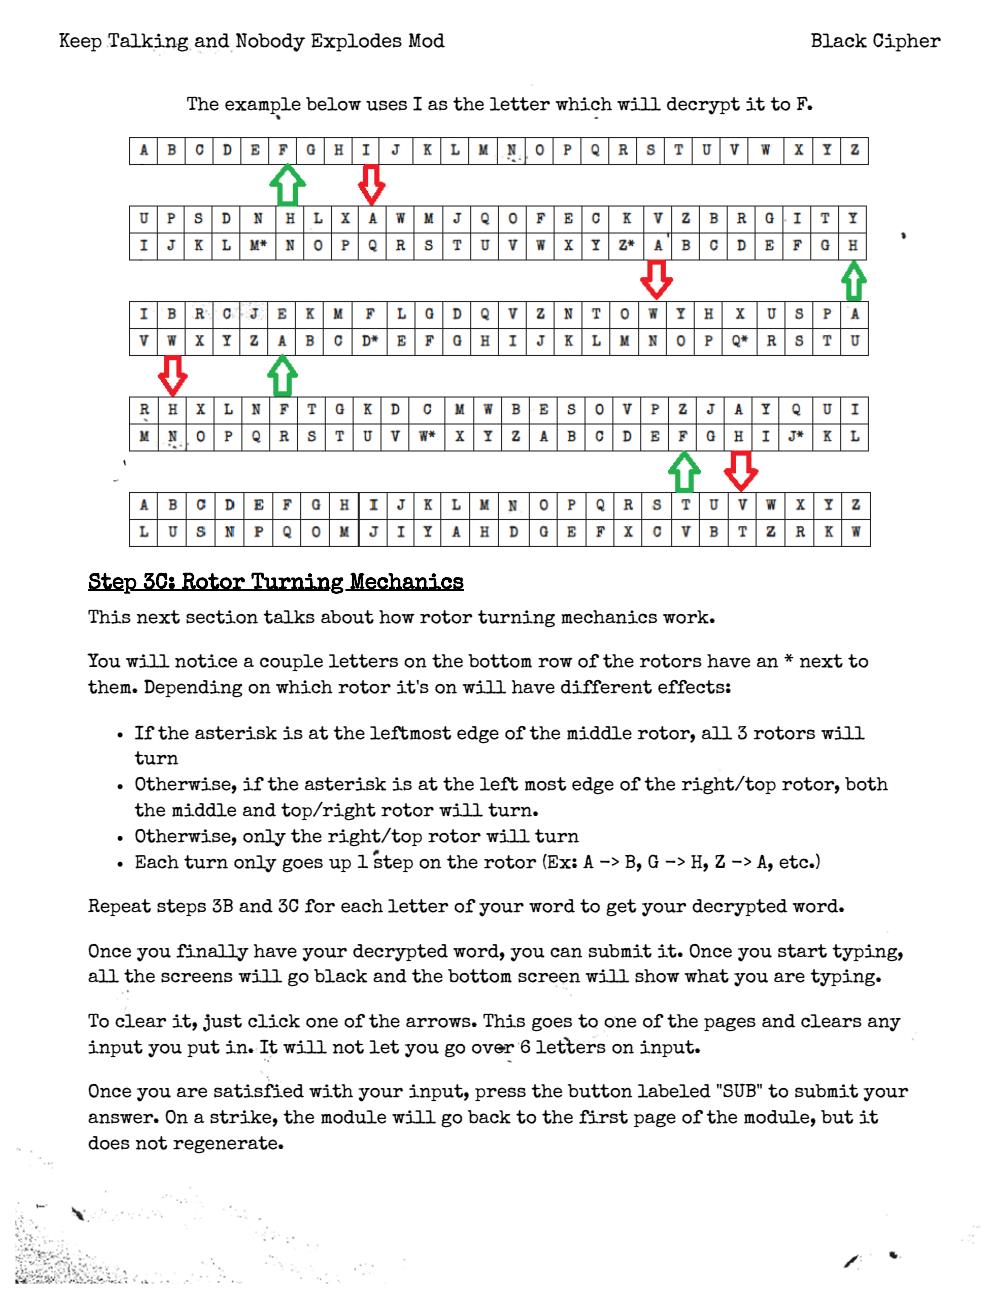 Keep Talking and Nobody Explodes Mod Black Cipher
The example below uses I as the letter which will decrypt it to F.
A B C D E F G H I J K L M N O P Q R S T U V W X Y Z
U P S D N H L X A W M J Q O F E C K V Z B R G I T Y
I J K L M* N O P Q R S T U V W X Y Z* A B C D E F G H
I B R C J E K M F L G D Q V Z N T O W Y H X U S P A
V W X Y Z A B C D* E F G H I J K L M N O P Q* R S T U
R H X L N F T G K D C M W B E S O V P Z J A Y Q U I
M N O P Q R S T U V W* X Y Z A B C D E F G H I J* K L
A B C D E F G H I J K L M N O P Q R S T U V W X Y Z
L U S N P Q O M J I Y A H D G E F X C V B T Z R K W
Step 3C: Rotor Turning Mechanics
This next section talks about how rotor turning mechanics work.
You will notice a couple letters on the bottom row of the rotors have an * next to
them. Depending on which rotor it's on will have different effects:
• If the asterisk is at the leftmost edge of the middle rotor, all 3 rotors will
turn
• Otherwise, if the asterisk is at the left most edge of the right/top rotor, both
the middle and top/right rotor will turn.
• Otherwise, only the right/top rotor will turn
• Each turn only goes up 1 step on the rotor (Ex: A -> B, G -> H, Z -> A, etc.)
Repeat steps 3B and 3C for each letter of your word to get your decrypted word.
Once you finally have your decrypted word, you can submit it. Once you start typing,
all the screens will go black and the bottom screen will show what you are typing.
To clear it, just click one of the arrows. This goes to one of the pages and clears any
input you put in. It will not let you go over 6 letters on input.
Once you are satisfied with your input, press the button labeled "SUB" to submit your
answer. On a strike, the module will go back to the first page of the module, but it
does not regenerate.